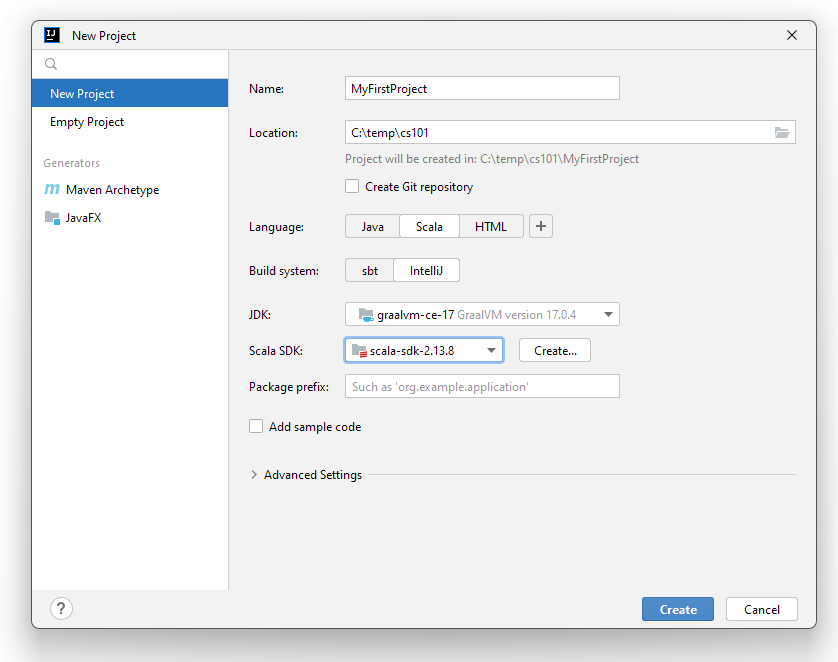 New Project
New Project
Empty Project
Generators
Maven Archetype
JavaFX
Name: MyFirstProject
Location: C:\temp\cs101
Project will be created in: C:\temp\cs101\MyFirstProject
Create Git repository
Language: Java Scala HTML +
Build system: sbt IntelliJ
JDK: graalvm-ce-17 GraalVM version 17.0.4
Scala SDK: scala-sdk-2.13.8 Create...
Package prefix: Such as 'org.example.application'
Add sample code
Advanced Settings
? Create Cancel